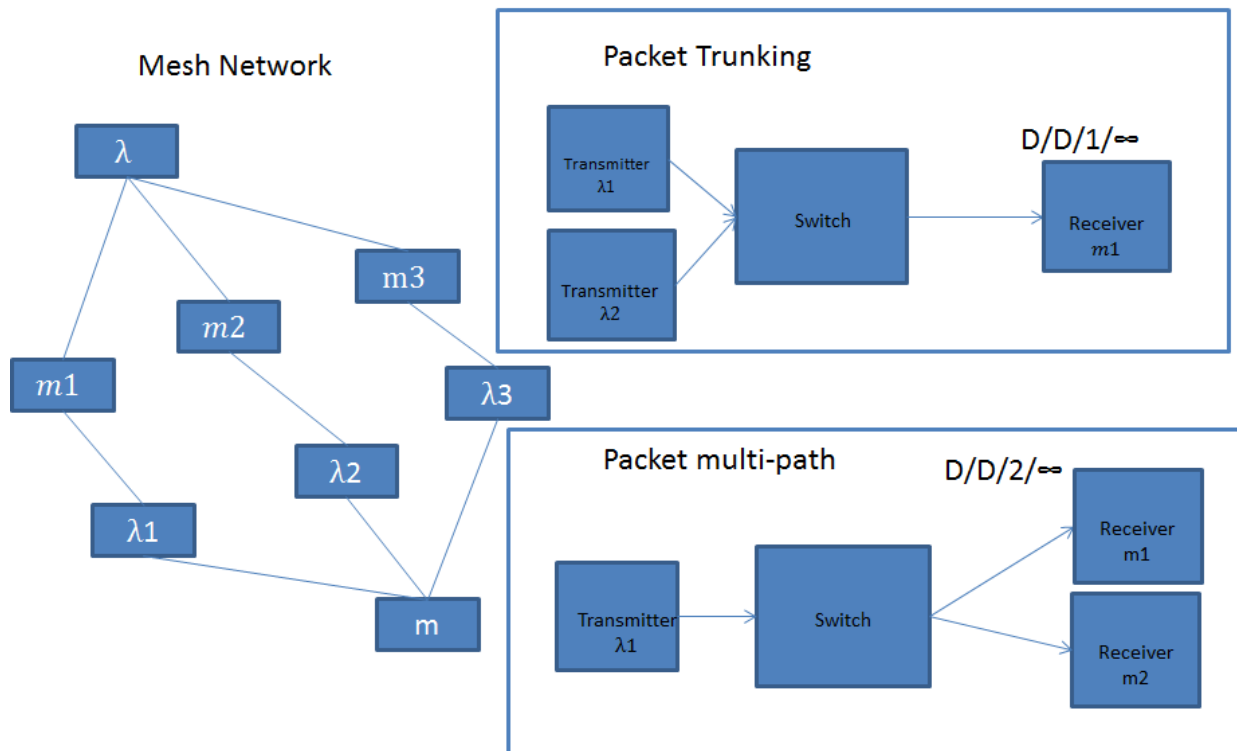 Mesh Network
λ
m3
m2
m1
λ3
λ2
λ1
m
Packet Trunking
Transmitter
λ1
Transmitter
λ2
Switch
D/D/1/∞
Receiver
m1
Packet multi-path
Transmitter
λ1
Switch
D/D/2/∞
Receiver
m1
Receiver
m2